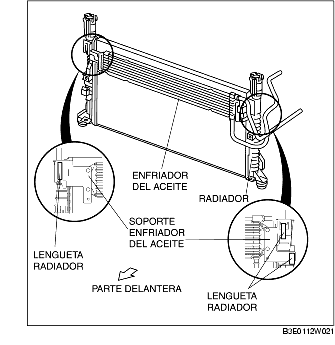 ENFRIADOR
DEL ACEITE
RADIADOR
SOPORTE
ENFRIADOR
DEL ACEITE
LENGUETA
RADIADOR
PARTE DELANTERA
LENGUETA
RADIADOR
B3E0112W021